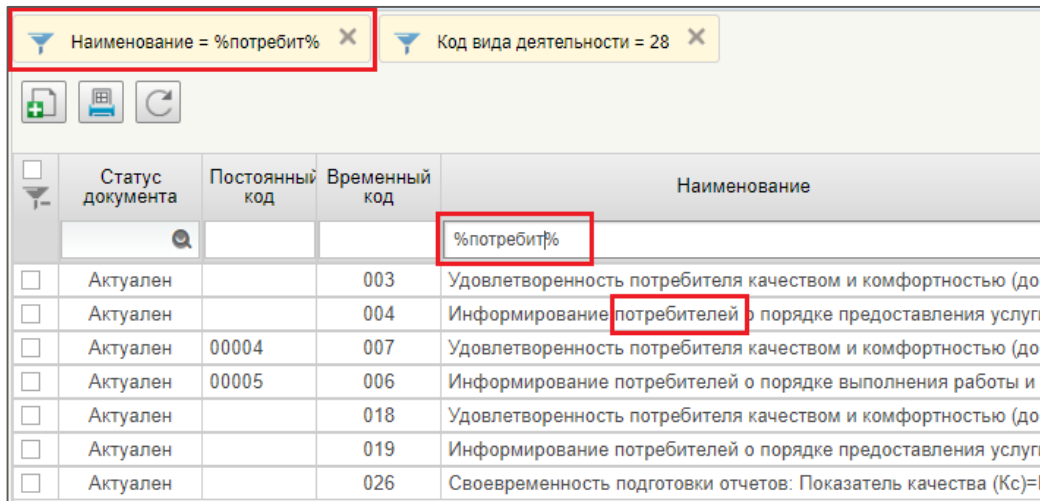 Наименование = %потребит% Код вида деятельности = 28
Статус документа Постоянный код Временный код Наименование
%потребит%
Актуален 003 Удовлетворенность потребителя качеством и комфортностью (до
Актуален 004 Информирование потребителей о порядке предоставления услуг
Актуален 00004 007 Удовлетворенность потребителя качеством и комфортностью (до
Актуален 00005 006 Информирование потребителей о порядке выполнения работы и
Актуален 018 Удовлетворенность потребителя качеством и комфортностью (до
Актуален 019 Информирование потребителей о порядке предоставления услуг
Актуален 026 Своевременность подготовки отчетов: Показатель качества (Кс)=